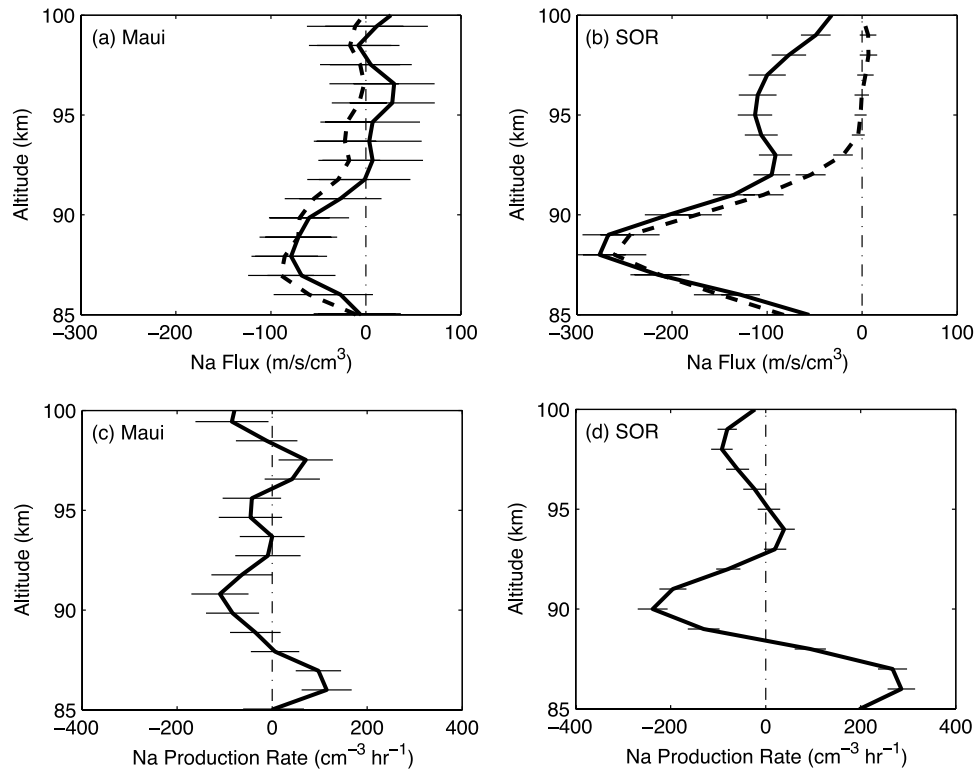 100
(a) Maui
95
90
85
Altitude (km)
−300 −200 −100 0 100
Na Flux (m/s/cm³)
100
(b) SOR
95
90
85
Altitude (km)
−300 −200 −100 0 100
Na Flux (m/s/cm³)
100
(c) Maui
95
90
85
Altitude (km)
−400 −200 0 200 400
Na Production Rate (cm⁻³ hr⁻¹)
100
(d) SOR
95
90
85
Altitude (km)
−400 −200 0 200 400
Na Production Rate (cm⁻³ hr⁻¹)